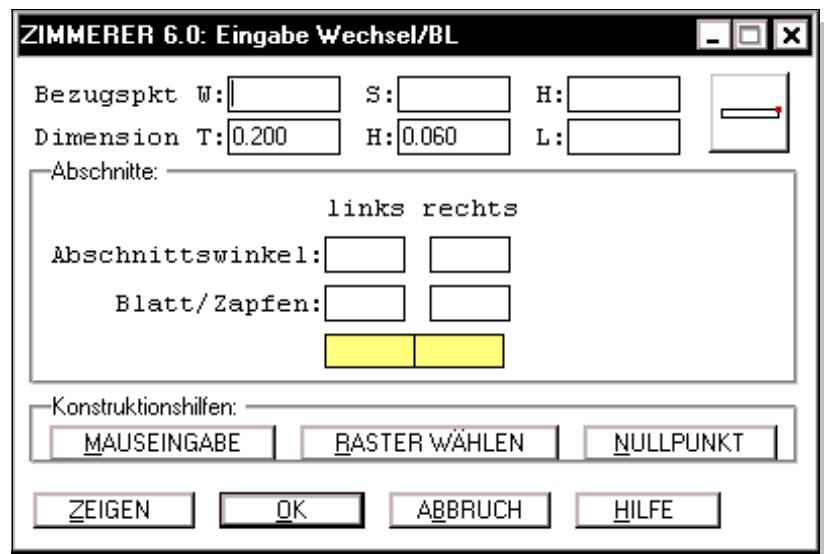 ZIMMERER 6.0: Eingabe Wechsel/BL
Bezugspkt W: S: H:
Dimension T: 0.200 H: 0.060 L:
Abschnitte:
links rechts
Abschnittswinkel:
Blatt/Zapfen:
Konstruktionshilfen:
MAUSEINGABE RASTER WÄHLEN NULLPUNKT
ZEIGEN OK ABBRUCH HILFE